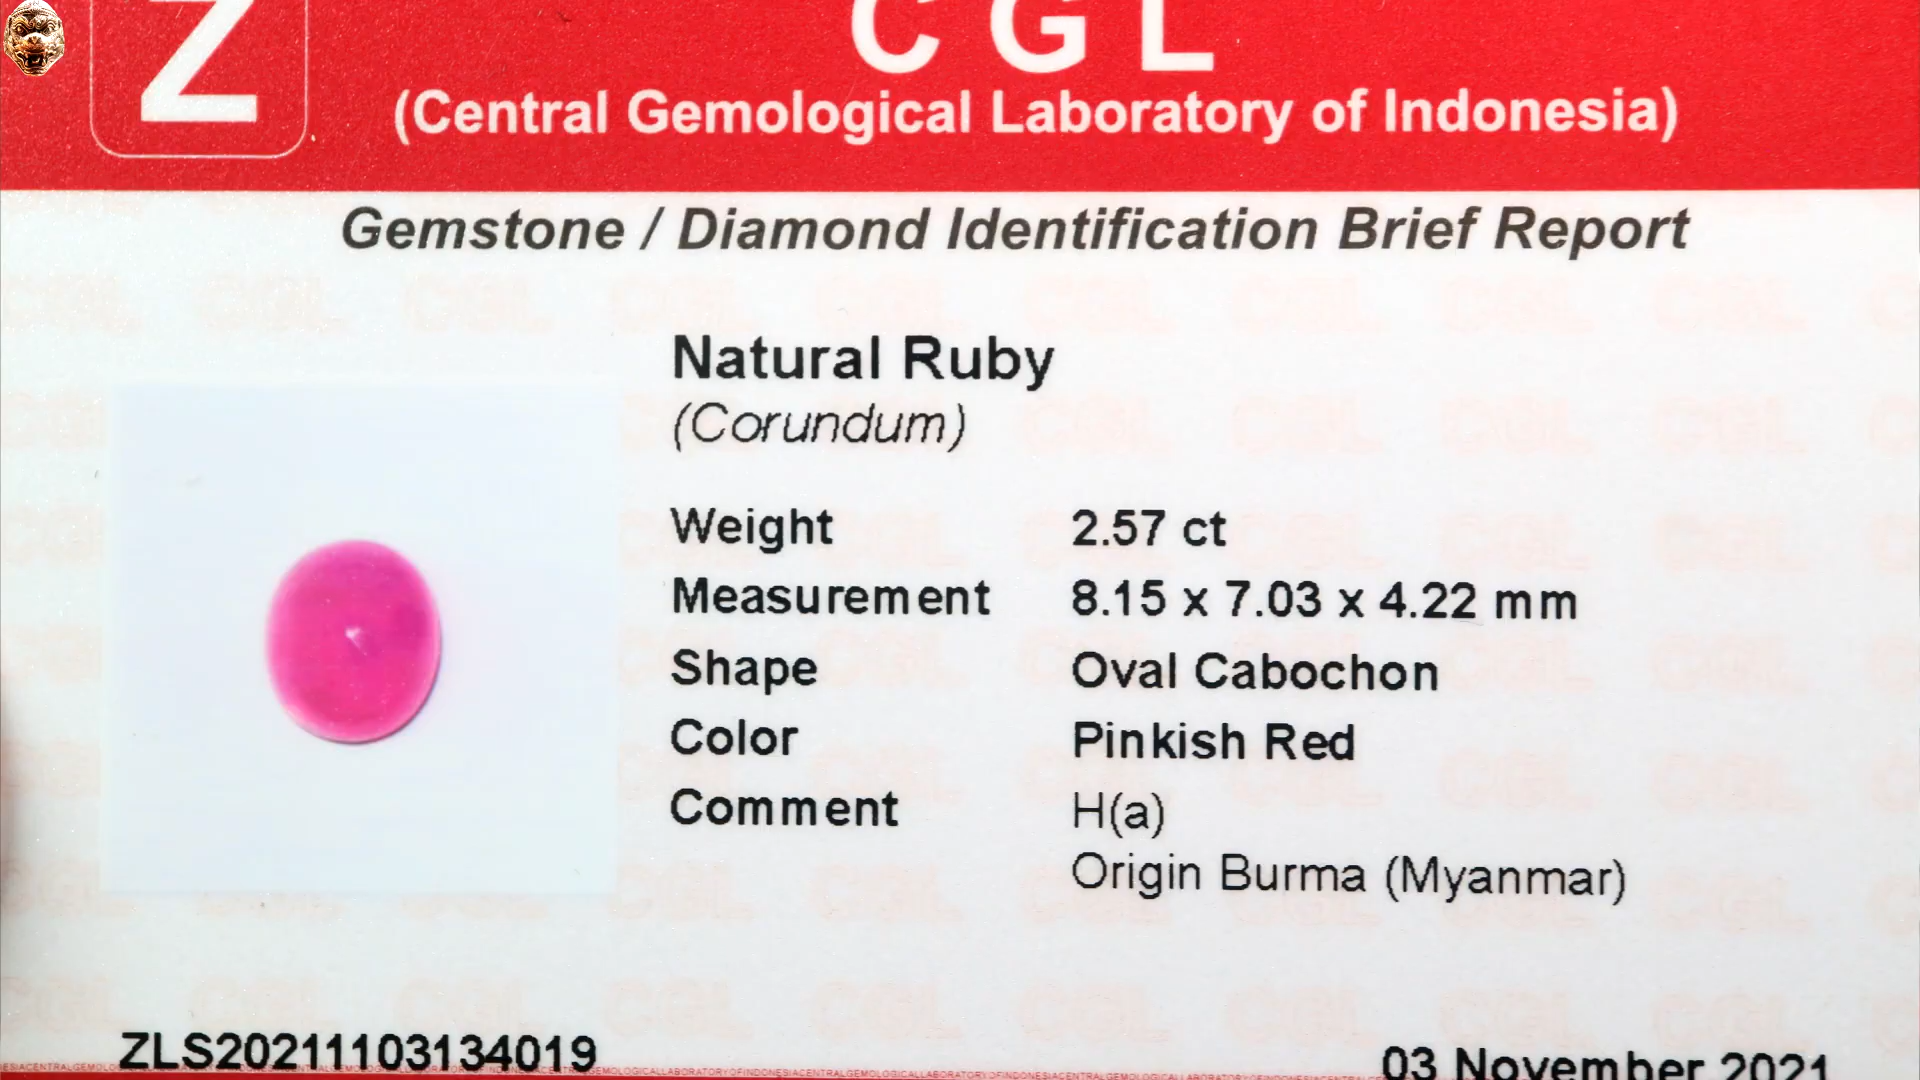 Z
CGL
(Central Gemological Laboratory of Indonesia)
Gemstone / Diamond Identification Brief Report
Natural Ruby
(Corundum)
Weight 2.57 ct
Measurement 8.15 x 7.03 x 4.22 mm
Shape Oval Cabochon
Color Pinkish Red
Comment H(a)
Origin Burma (Myanmar)
ZLS20211103134019
03 November 2021